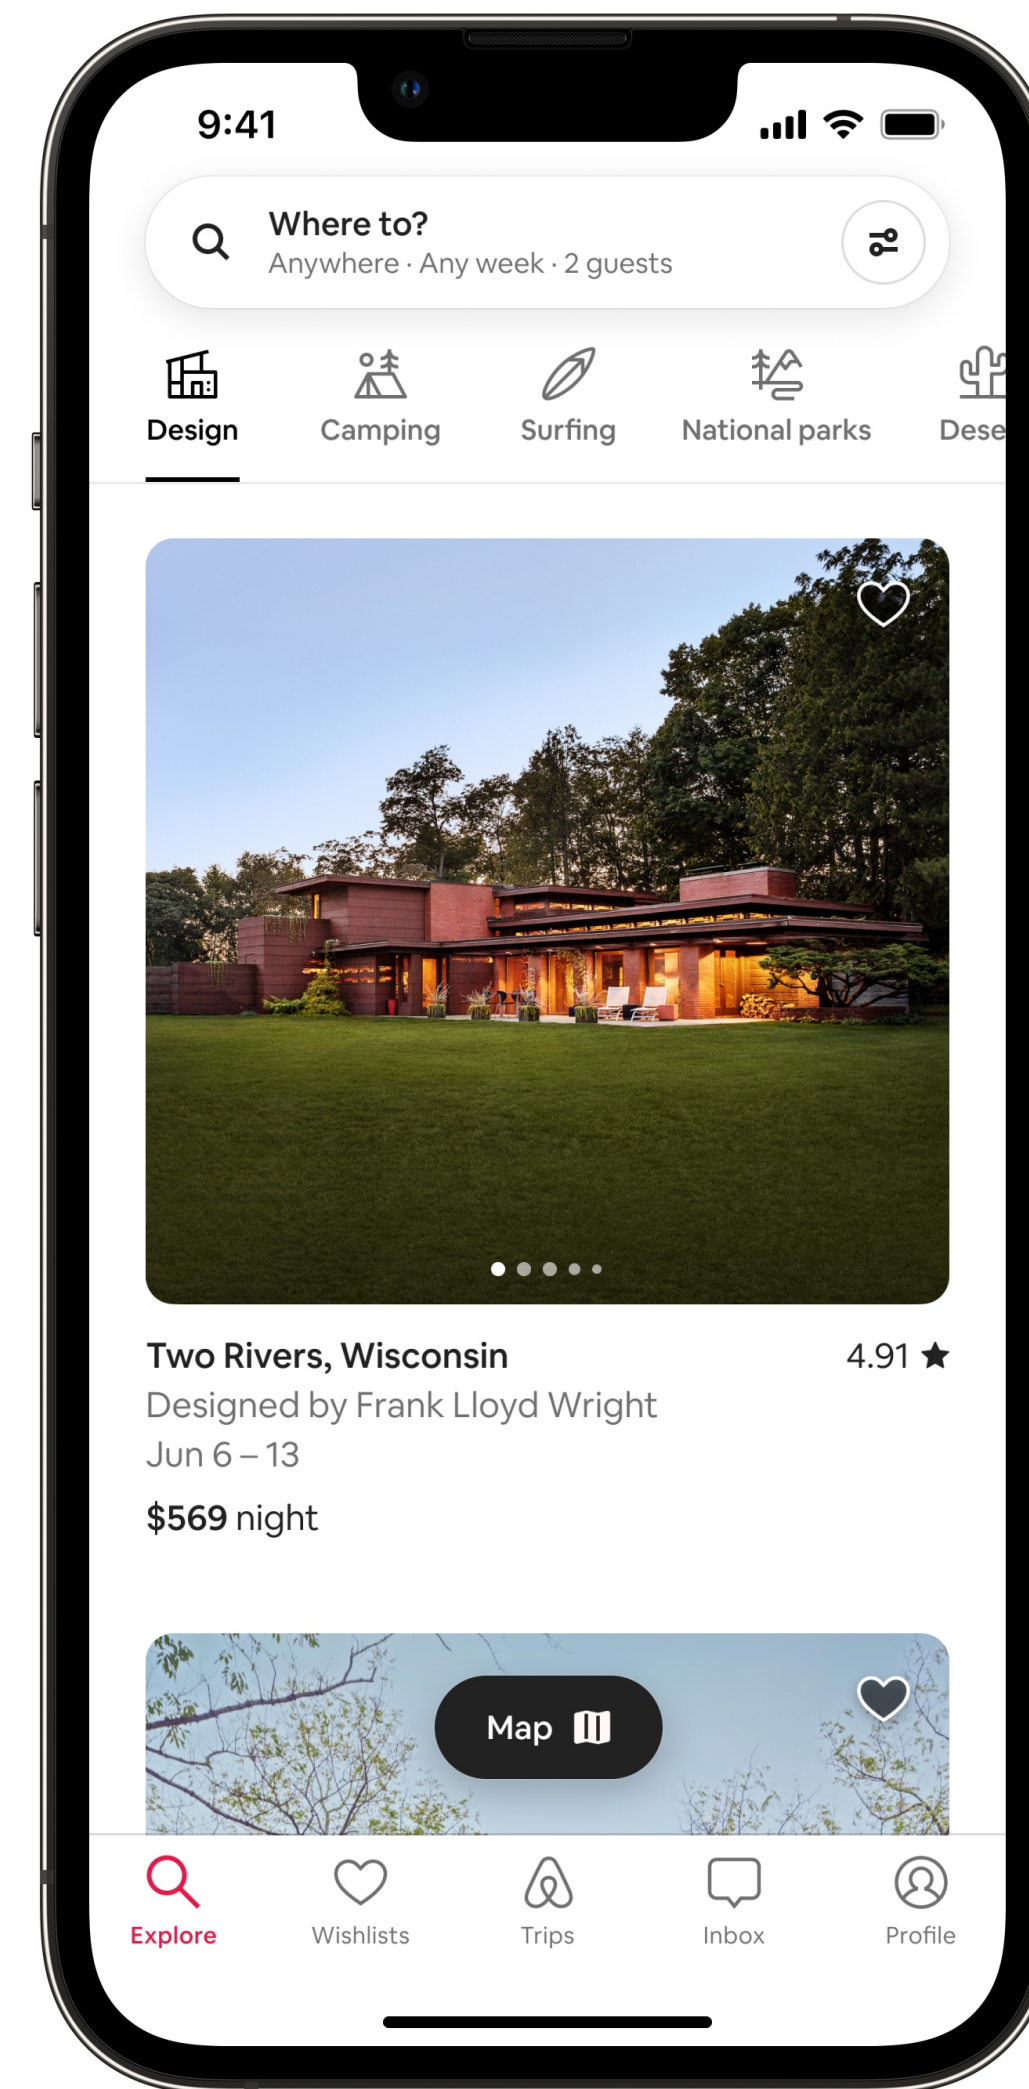 9:41
Where to?
Anywhere · Any week · 2 guests
Design
Camping
Surfing
National parks
Dese
Two Rivers, Wisconsin
4.91 ★
Designed by Frank Lloyd Wright
Jun 6 – 13
$569 night
Map
Explore
Wishlists
Trips
Inbox
Profile